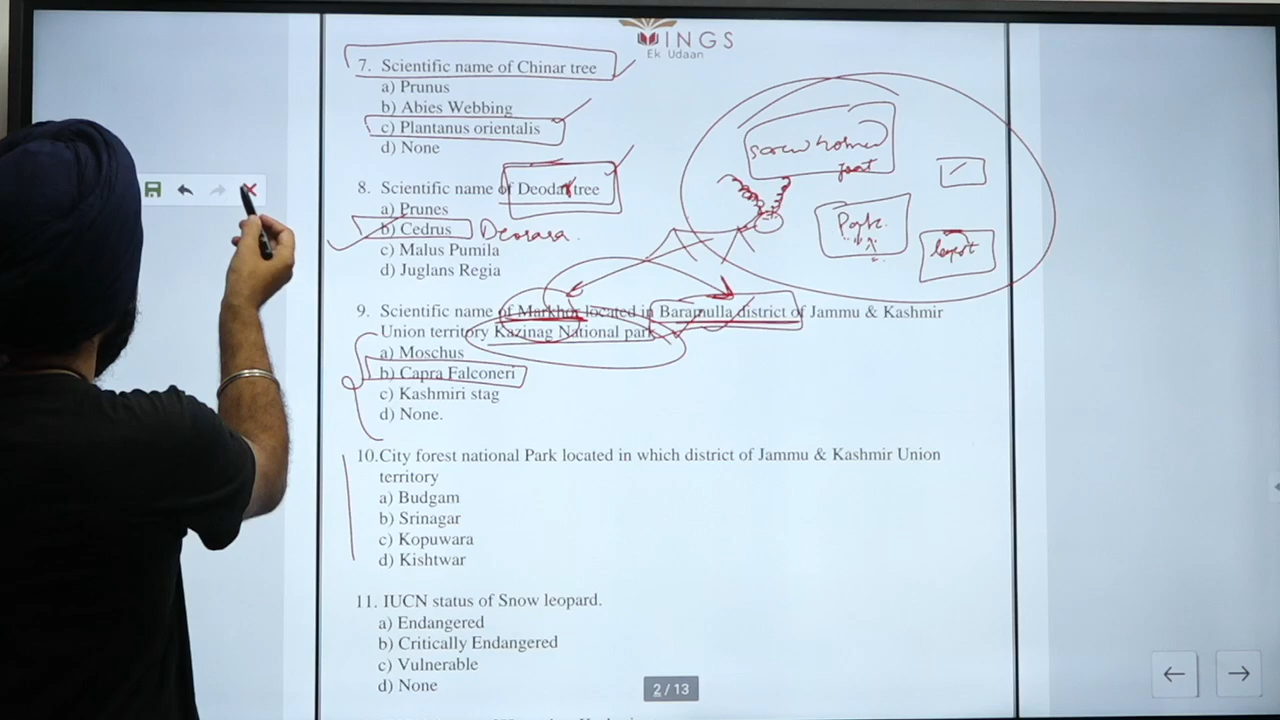 WINGS
Ek Udaan
7. Scientific name of Chinar tree
a) Prunus
b) Abies Webbing
c) Plantanus orientalis
d) None
screw horned
goat
8. Scientific name of Deodar tree
a) Prunes
b) Cedrus Deorara.
c) Malus Pumila
d) Juglans Regia
9. Scientific name of Markhor located in Baramulla district of Jammu & Kashmir
Union territory Kazinag National park
a) Moschus
b) Capra Falconeri
c) Kashmiri stag
d) None.
10.City forest national Park located in which district of Jammu & Kashmir Union
territory
a) Budgam
b) Srinagar
c) Kopuwara
d) Kishtwar
11. IUCN status of Snow leopard.
a) Endangered
b) Critically Endangered
c) Vulnerable
d) None
2 / 13